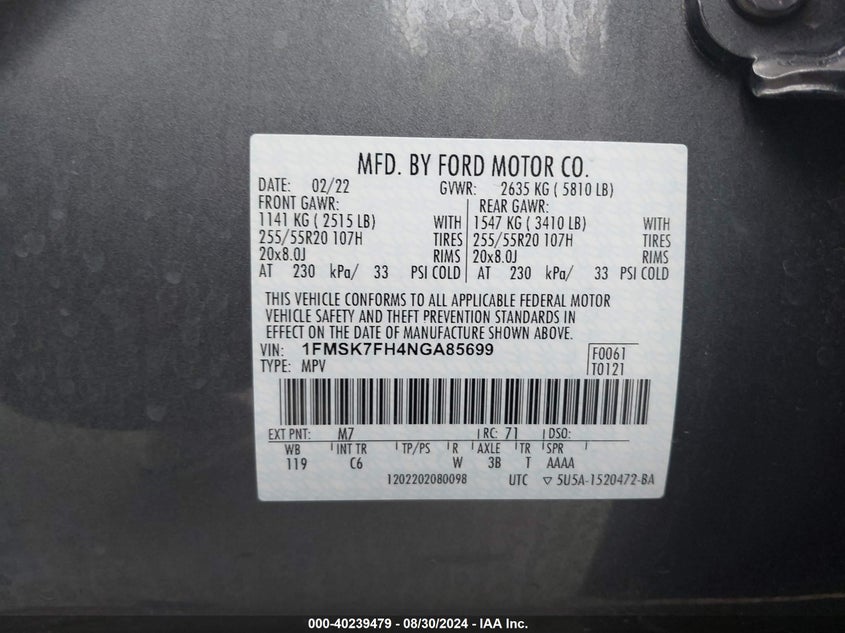 MFD. BY FORD MOTOR CO.
DATE: 02/22 GVWR: 2635 KG ( 5810 LB)
FRONT GAWR: REAR GAWR:
1141 KG ( 2515 LB) WITH 1547 KG ( 3410 LB) WITH
255/55R20 107H TIRES 255/55R20 107H TIRES
20x8.0J RIMS 20x8.0J RIMS
AT 230 kPa/ 33 PSI COLD AT 230 kPa/ 33 PSI COLD
THIS VEHICLE CONFORMS TO ALL APPLICABLE FEDERAL MOTOR
VEHICLE SAFETY AND THEFT PREVENTION STANDARDS IN
EFFECT ON THE DATE OF MANUFACTURE SHOWN ABOVE.
VIN: 1FMSK7FH4NGA85699 F0061
TYPE: MPV T0121
EXT PNT: M7 RC: 71 DSO:
WB INT TR TP/PS R AXLE TR SPR
119 C6 W 3B T AAAA
1202202080098 UTC ▽ 5U5A-1520472-BA
000-40239479 - 08/30/2024 - IAA Inc.